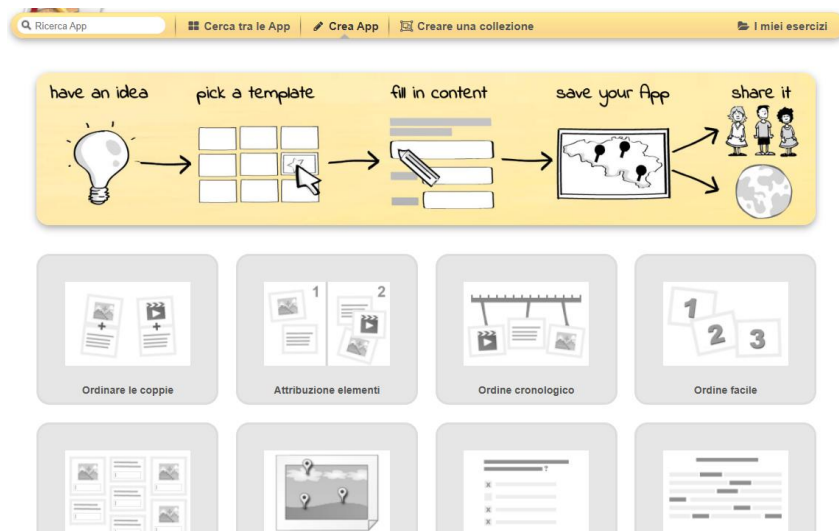 Ricerca App
Cerca tra le App
Crea App
Creare una collezione
I miei esercizi
have an idea
pick a template
fill in content
save your App
share it
Ordinare le coppie
1 2
Attribuzione elementi
Ordine cronologico
1 2 3
Ordine facile
?
x
x
x